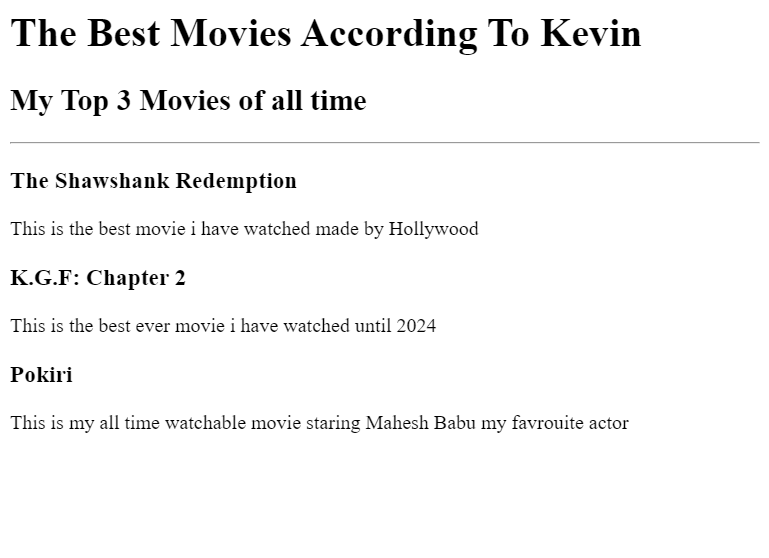 The Best Movies According To Kevin
My Top 3 Movies of all time
The Shawshank Redemption
This is the best movie i have watched made by Hollywood
K.G.F: Chapter 2
This is the best ever movie i have watched until 2024
Pokiri
This is my all time watchable movie staring Mahesh Babu my favrouite actor